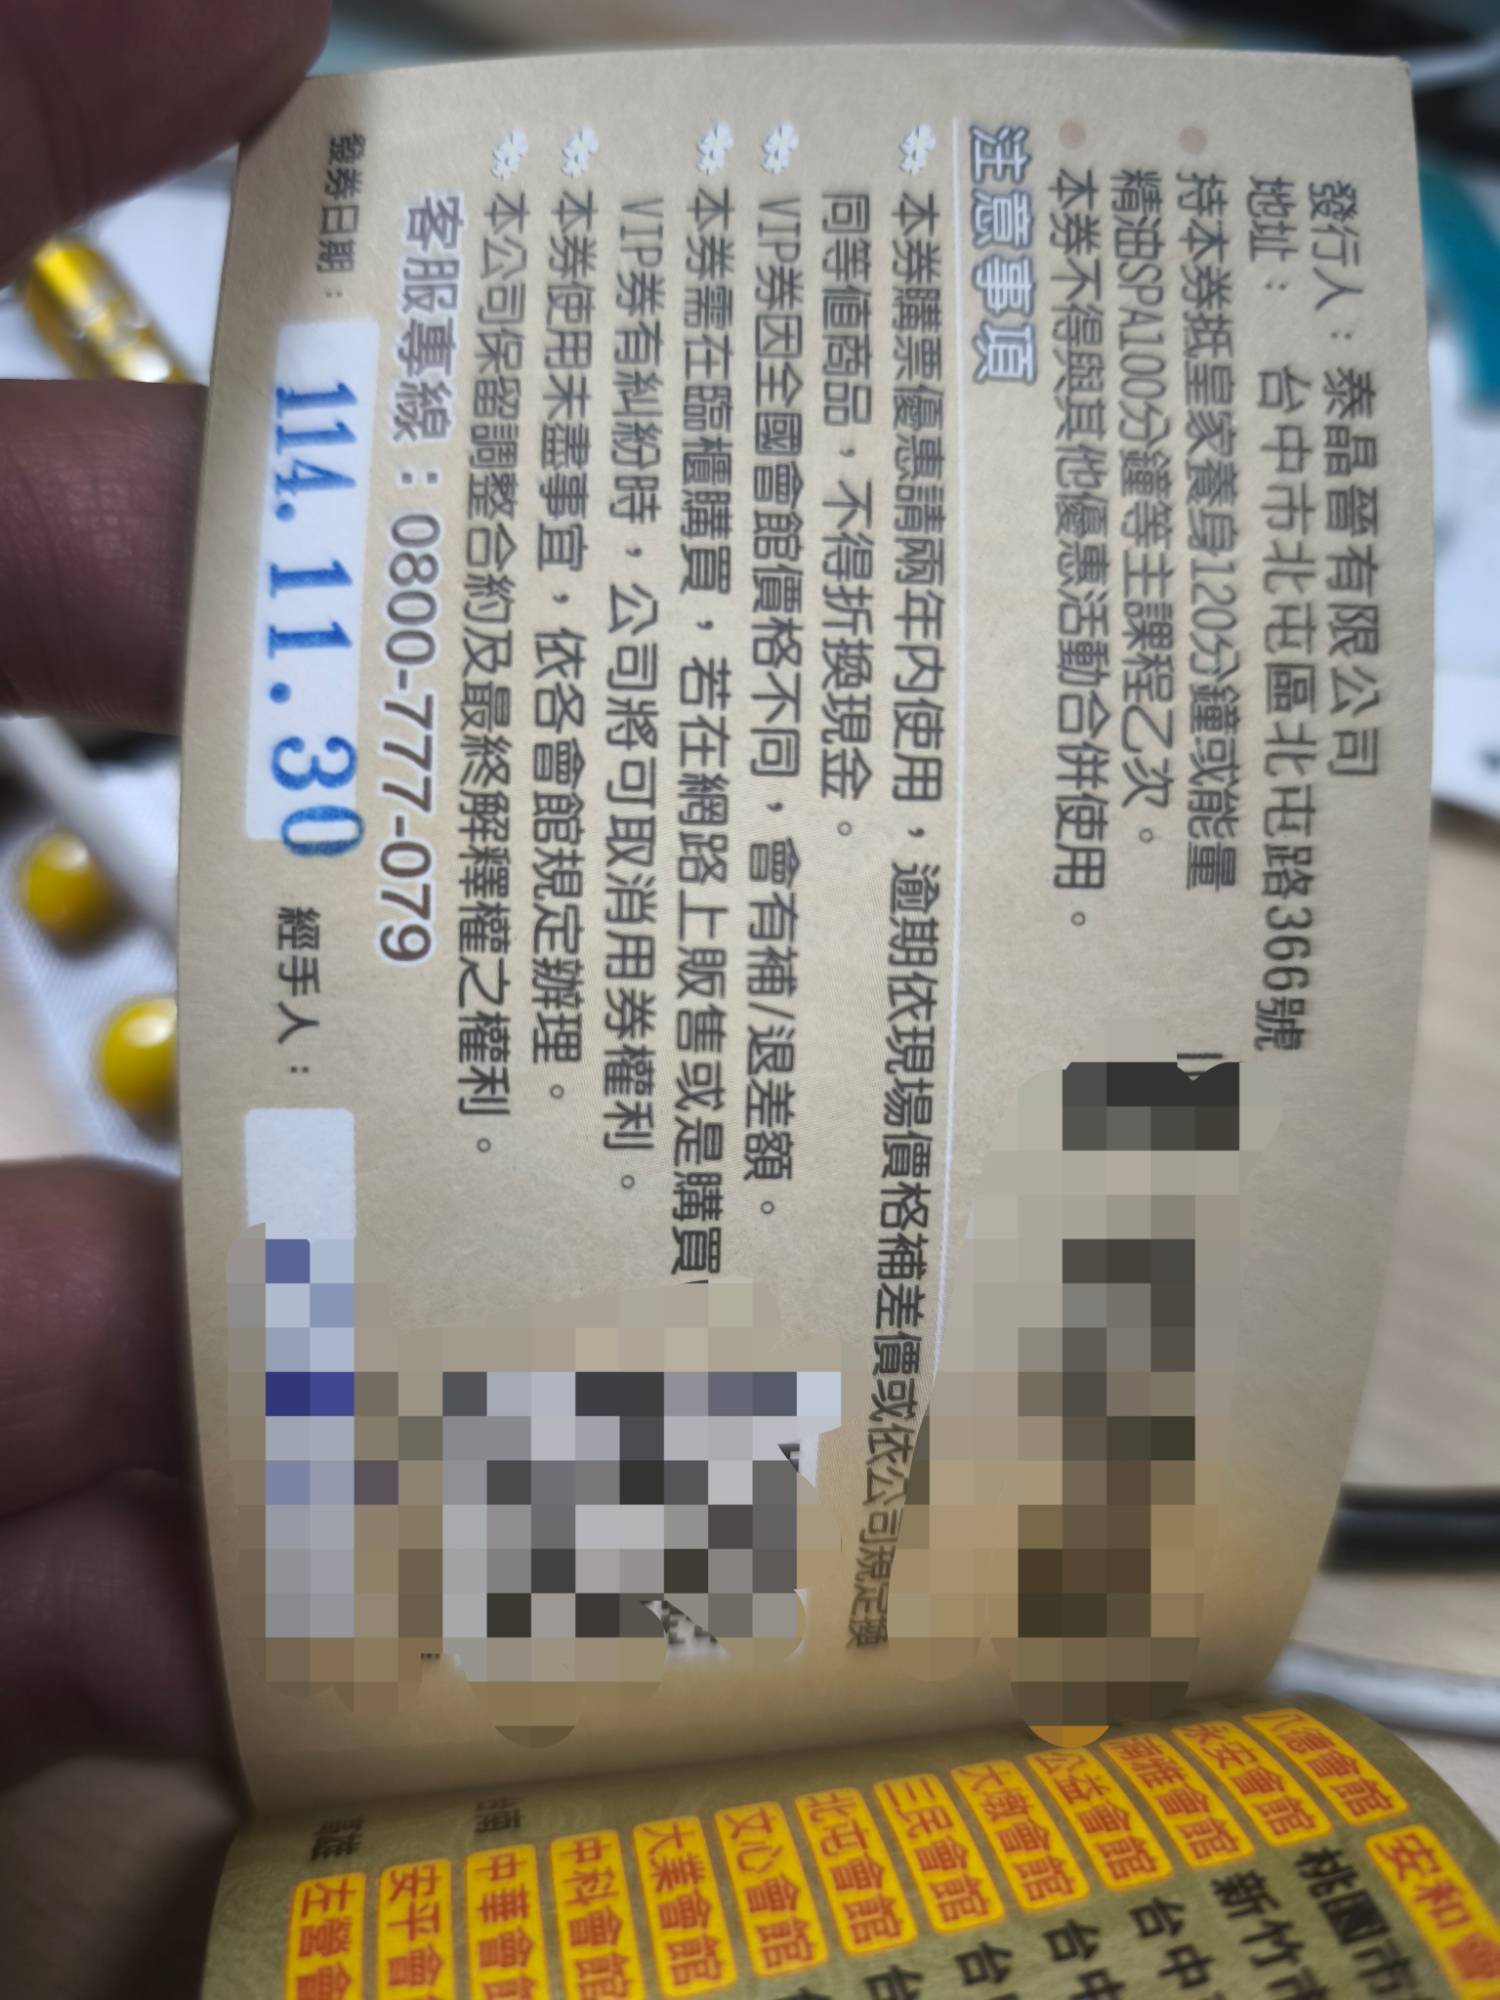 發行人：泰晶晉有限公司
地址：台中市北屯區北屯路366號
持本券抵皇家養身120分鐘或能量
精油SPA100分鐘等主課程乙次。
本券不得與其他優惠活動合併使用。
注意事項
本券購票優惠請兩年內使用，逾期依現場價格補差價或依公司規定換
同等值商品，不得折換現金。
VIP券因全國會館價格不同，會有補/退差額。
本券需在臨櫃購買，若在網路上販售或是購買
VIP券有糾紛時，公司將可取消用券權利。
本券使用未盡事宜，依各會館規定辦理。
本公司保留調整合約及最終解釋權之權利。
客服專線：0800-777-079
發券日期：114.11.30 經手人：
安和
八德會館 桃園市
永安會館 新竹市
南雅會館 台中
公益會館 台中
大墩會館 台
三民會館 台
北屯會館
文心會館
大業會館
中科會館
中華會館
安平會
左營會